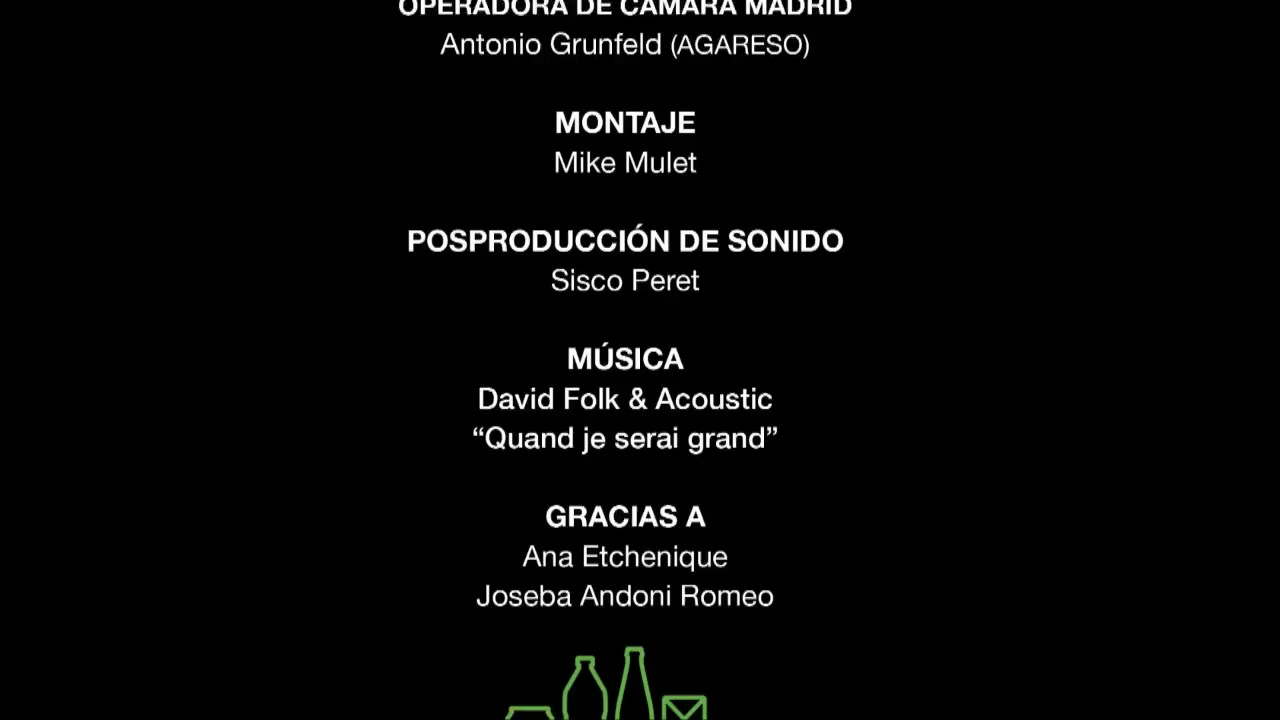 OPERADORA DE CÁMARA MADRID
Antonio Grunfeld (AGARESO)
MONTAJE
Mike Mulet
POSPRODUCCIÓN DE SONIDO
Sisco Peret
MÚSICA
David Folk & Acoustic
“Quand je serai grand”
GRACIAS A
Ana Etchenique
Joseba Andoni Romeo